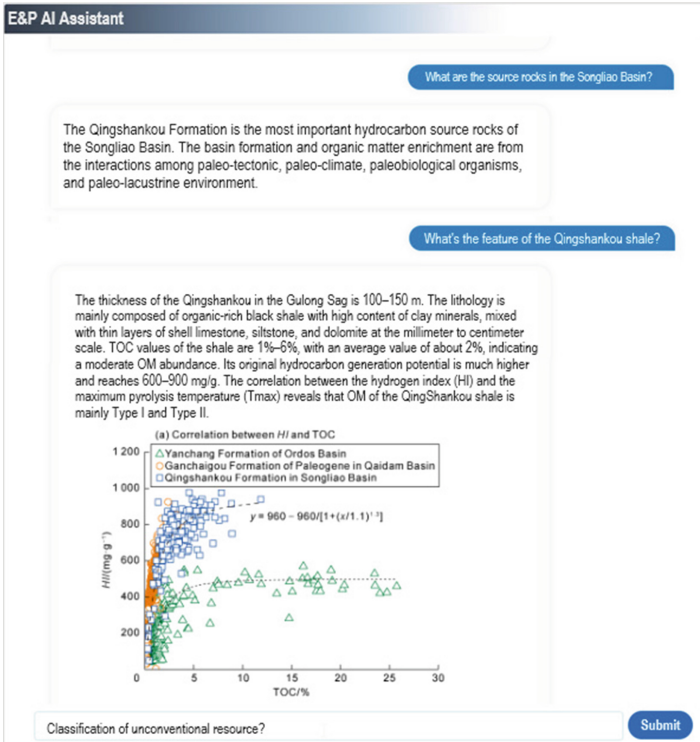 E&P AI Assistant
What are the source rocks in the Songliao Basin?
The Qingshankou Formation is the most important hydrocarbon source rocks of
the Songliao Basin. The basin formation and organic matter enrichment are from
the interactions among paleo-tectonic, paleo-climate, paleobiological organisms,
and paleo-lacustrine environment.
What's the feature of the Qingshankou shale?
The thickness of the Qingshankou in the Gulong Sag is 100–150 m. The lithology is
mainly composed of organic-rich black shale with high content of clay minerals, mixed
with thin layers of shell limestone, siltstone, and dolomite at the millimeter to centimeter
scale. TOC values of the shale are 1%–6%, with an average value of about 2%, indicating
a moderate OM abundance. Its original hydrocarbon generation potential is much higher
and reaches 600–900 mg/g. The correlation between the hydrogen index (HI) and the
maximum pyrolysis temperature (Tmax) reveals that OM of the QingShankou shale is
mainly Type I and Type II.
(a) Correlation between HI and TOC
Yanchang Formation of Ordos Basin
Ganchaigou Formation of Paleogene in Qaidam Basin
Qingshankou Formation in Songliao Basin
y = 960 − 960/[1+(x/1.1)^1.3]
1 200
1 000
800
600
400
200
HI/(mg·g⁻¹)
0 5 10 15 20 25 30
TOC/%
Classification of unconventional resource?
Submit